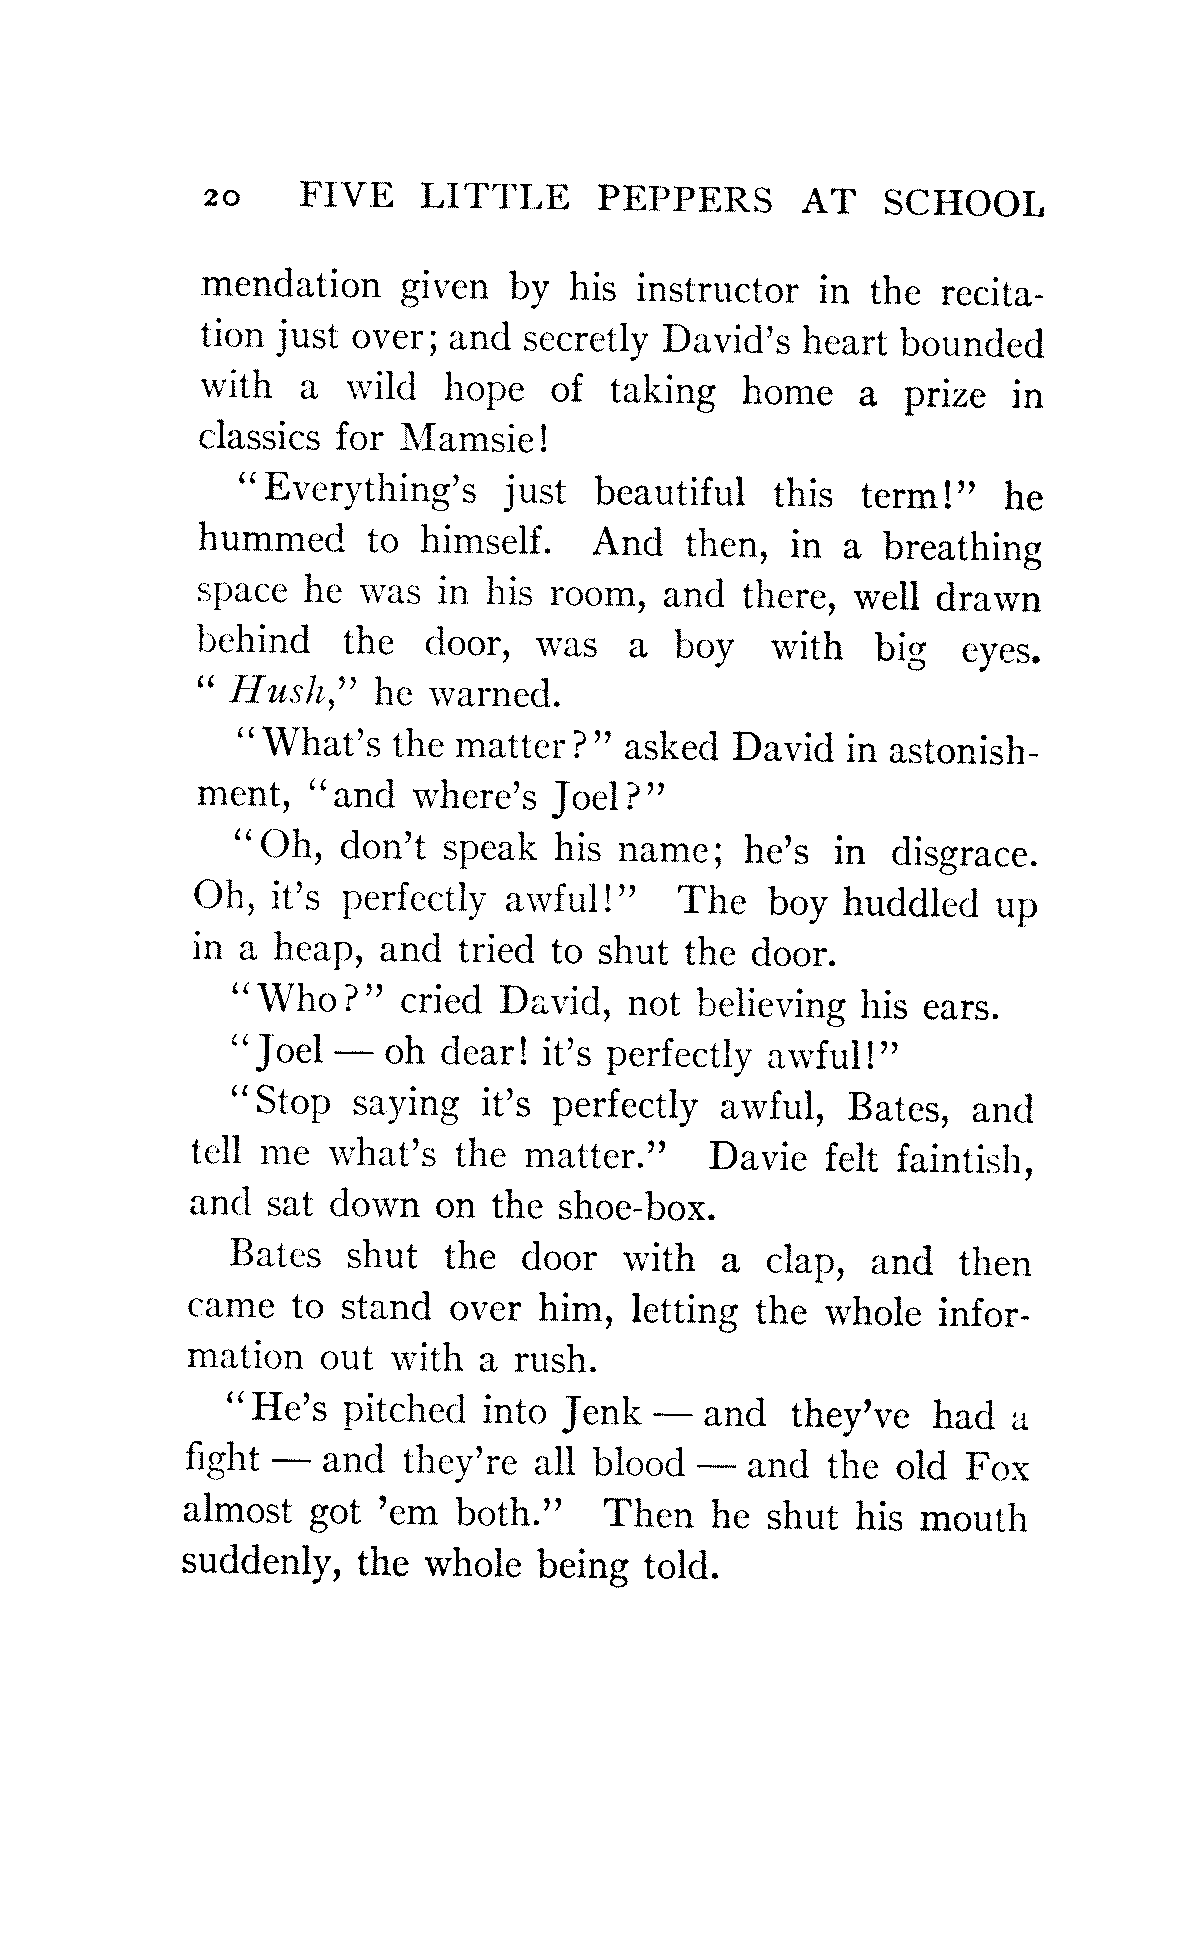 20 FIVE LITTLE PEPPERS AT SCHOOL
mendation given by his instructor in the recita-
tion just over; and secretly David's heart bounded
with a wild hope of taking home a prize in
classics for Mamsie!
"Everything's just beautiful this term!" he
hummed to himself. And then, in a breathing
space he was in his room, and there, well drawn
behind the door, was a boy with big eyes.
"Hush," he warned.
"What's the matter?" asked David in astonish-
ment, "and where's Joel?"
"Oh, don't speak his name; he's in disgrace.
Oh, it's perfectly awful!" The boy huddled up
in a heap, and tried to shut the door.
"Who?" cried David, not believing his ears.
"Joel — oh dear! it's perfectly awful!"
"Stop saying it's perfectly awful, Bates, and
tell me what's the matter." Davie felt faintish,
and sat down on the shoe-box.
Bates shut the door with a clap, and then
came to stand over him, letting the whole infor-
mation out with a rush.
"He's pitched into Jenk — and they've had a
fight — and they're all blood — and the old Fox
almost got 'em both." Then he shut his mouth
suddenly, the whole being told.